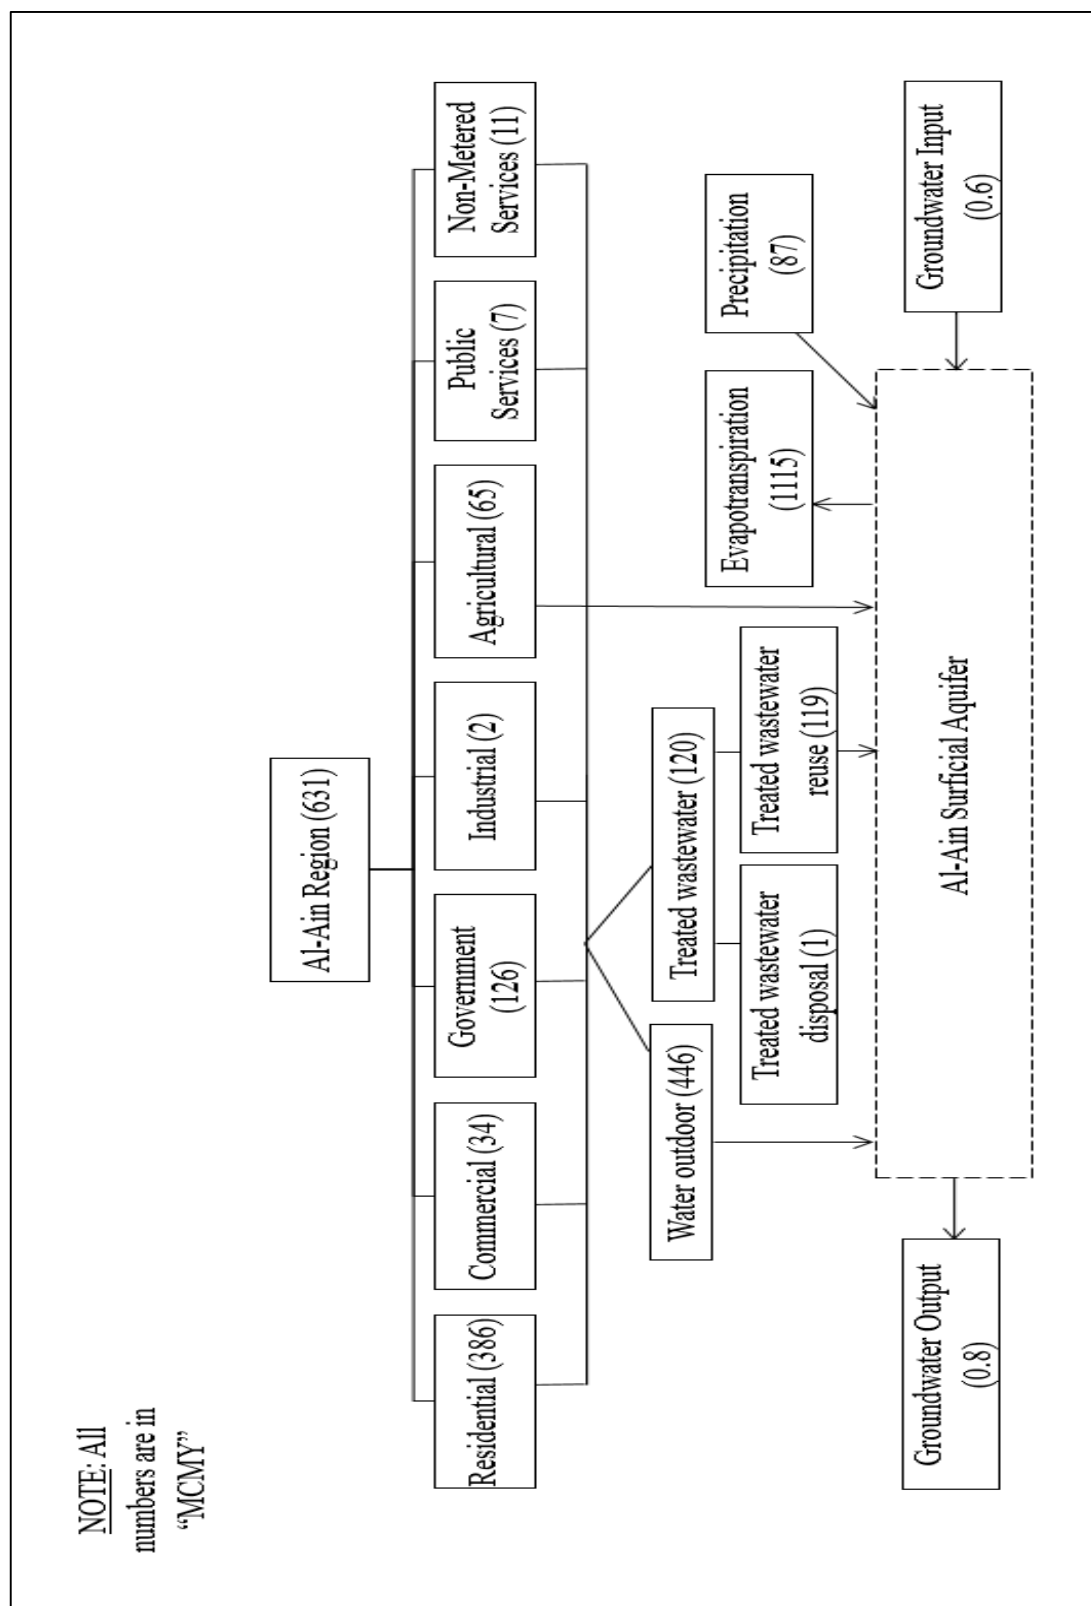 NOTE: All
numbers are in
“MCMY”
Al-Ain Region (631)
Residential (386)
Commercial (34)
Government
(126)
Industrial (2)
Agricultural (65)
Public
Services (7)
Non-Metered
Services (11)
Water outdoor (446)
Treated wastewater (120)
Treated wastewater
disposal (1)
Treated wastewater
reuse (119)
Evapotranspiration
(1115)
Precipitation
(87)
Groundwater Output
(0.8)
Al-Ain Surficial Aquifer
Groundwater Input
(0.6)